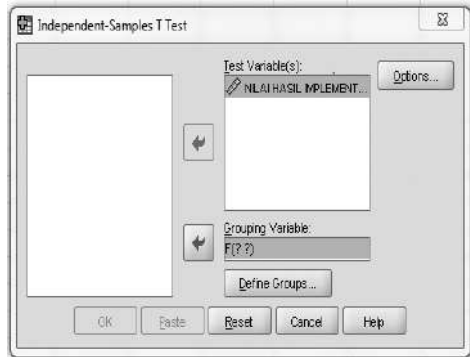 Independent-Samples T Test
Test Variable(s):
NILAI HASIL IMPLEMENT...
Options...
Grouping Variable:
F(? ?)
Define Groups...
OK
Paste
Reset
Cancel
Help